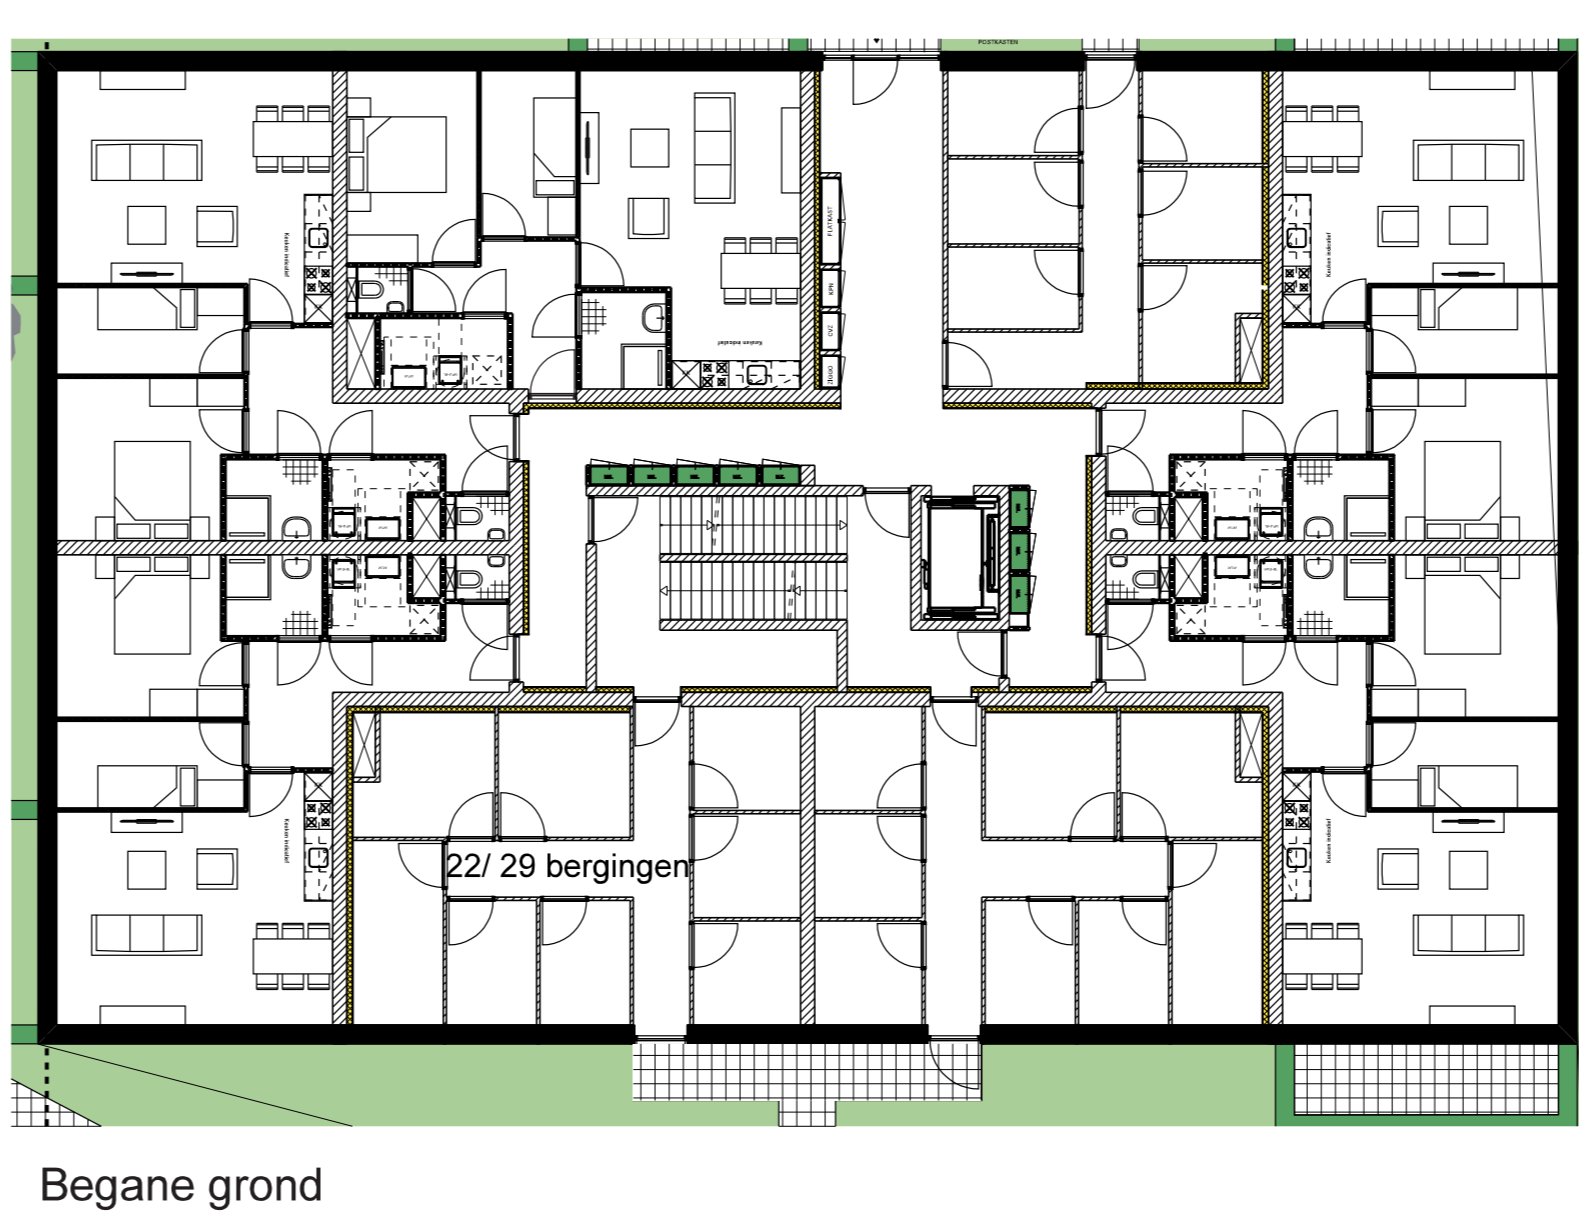 POSTKASTEN
FLATKAST
KPN
CVZ
ZIGGO
Keuken indicatief
Keuken indicatief
Keuken indicatief
Keuken indicatief
Keuken indicatief
22/ 29 bergingen
Begane grond